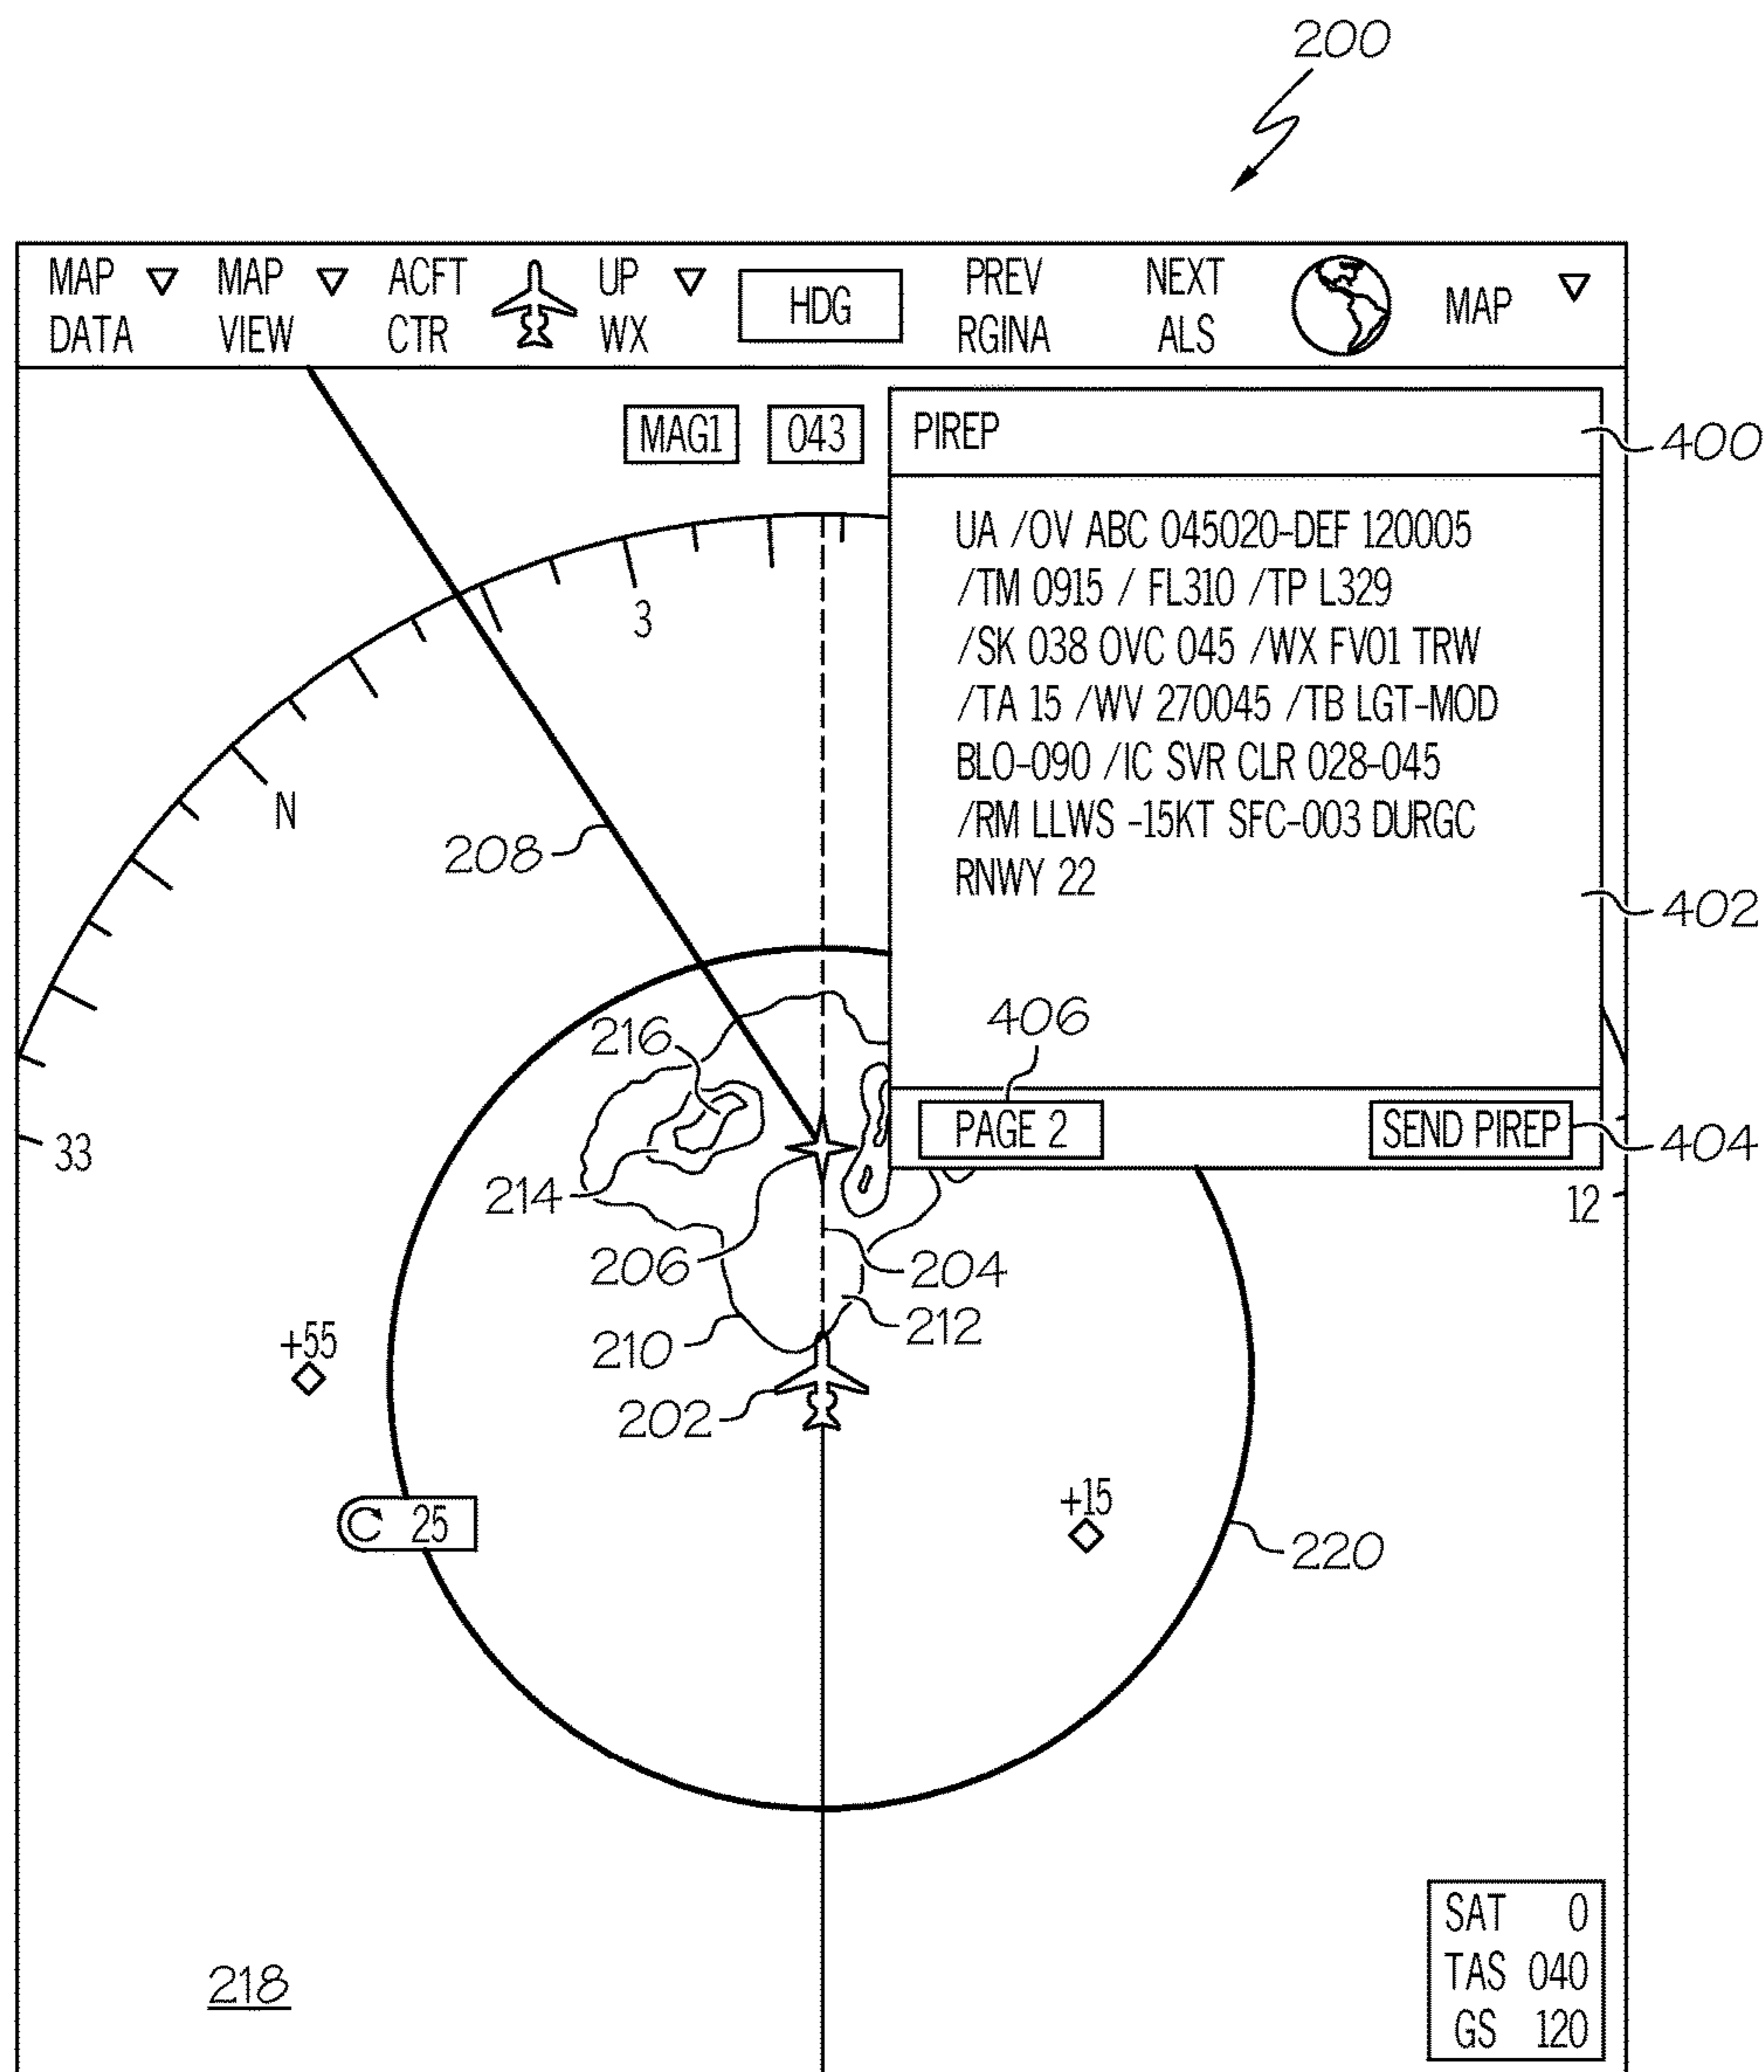 200
MAP DATA
MAP VIEW
ACFT CTR
UP WX
HDG
PREV RGINA
NEXT ALS
MAP
MAG1
043
PIREP
400
UA /OV ABC 045020-DEF 120005
/TM 0915 / FL310 /TP L329
/SK 038 OVC 045 /WX FV01 TRW
/TA 15 /WV 270045 /TB LGT-MOD
BLO-090 /IC SVR CLR 028-045
/RM LLWS -15KT SFC-003 DURGC
RNWY 22
3
N
208
402
406
216
PAGE 2
SEND PIREP
404
33
214
12
206
204
212
210
+55
202
25
+15
220
218
SAT 0
TAS 040
GS 120